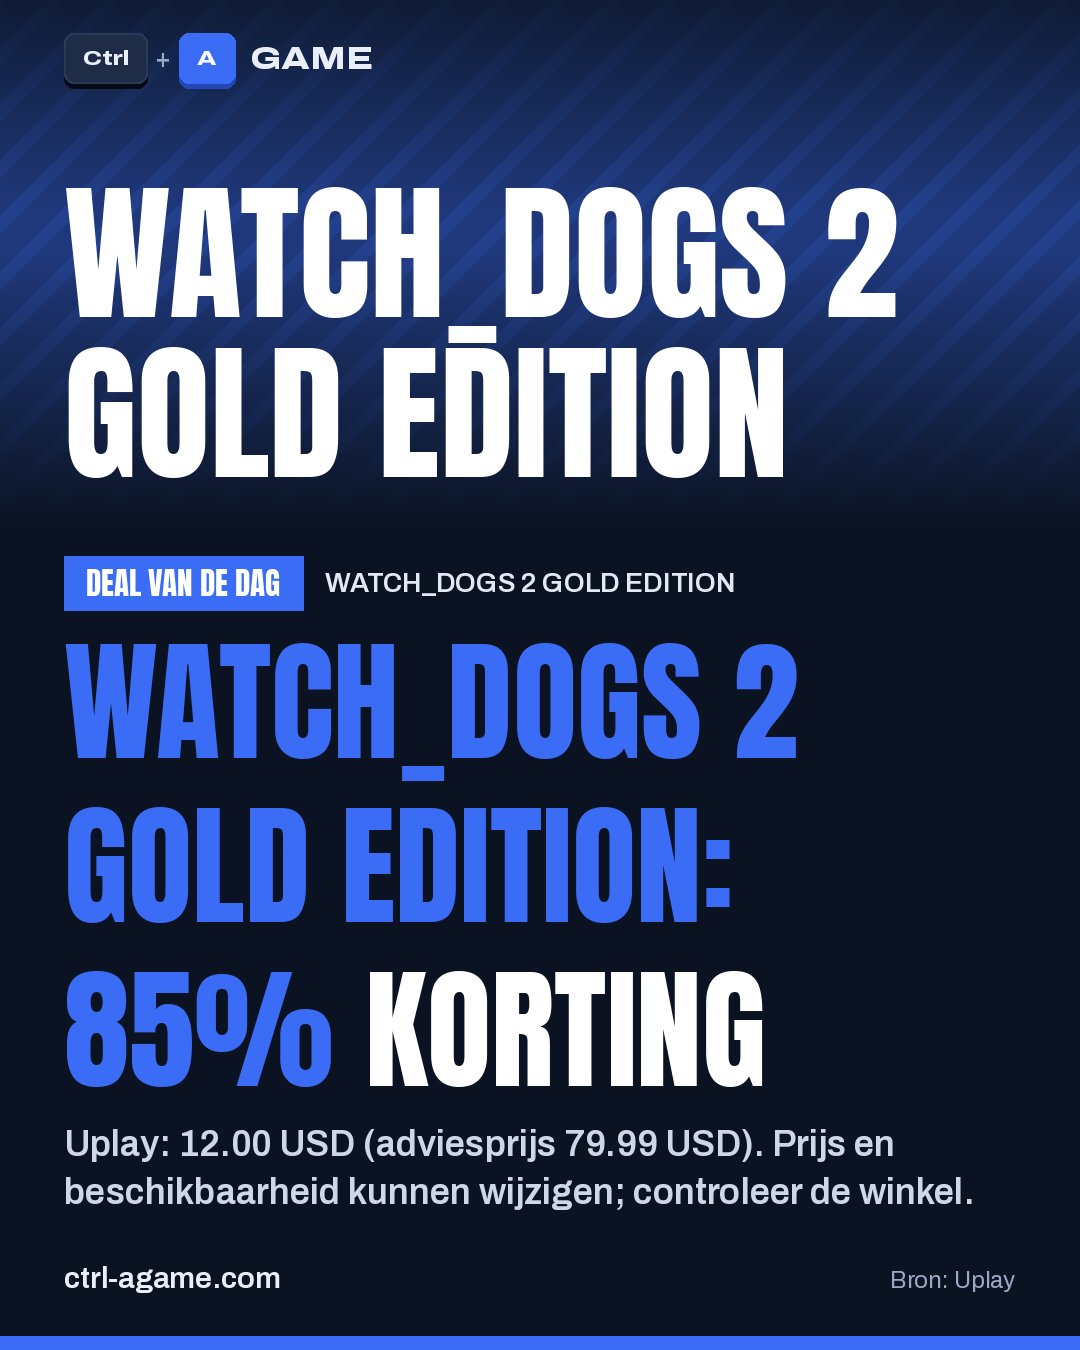 Ctrl + A GAME
WATCH_DOGS 2
GOLD EDITION
DEAL VAN DE DAG WATCH_DOGS 2 GOLD EDITION
WATCH_DOGS 2
GOLD EDITION:
85% KORTING
Uplay: 12.00 USD (adviesprijs 79.99 USD). Prijs en
beschikbaarheid kunnen wijzigen; controleer de winkel.
ctrl-agame.com Bron: Uplay